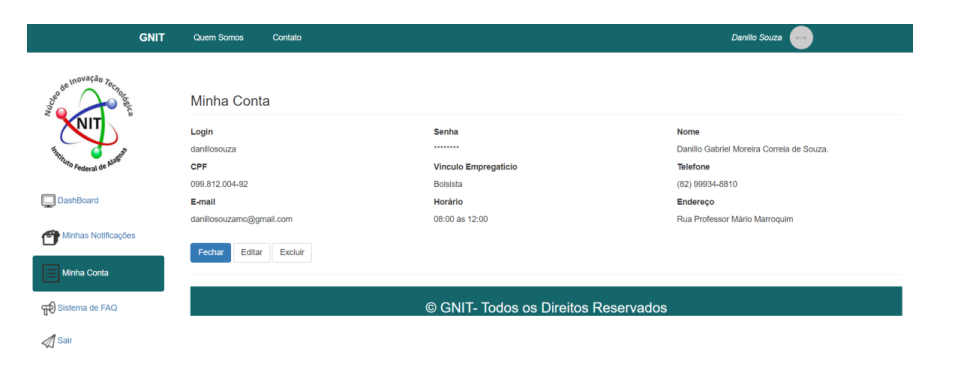 GNIT Quem Somos Contato Danillo Souza
Núcleo de Inovação Tecnológica
NIT
Instituto Federal de Alagoas
DashBoard
Minhas Notificações
Minha Conta
Sistema de FAQ
Sair
Minha Conta
Login Senha Nome
danillosouza ******** Danillo Gabriel Moreira Correia de Souza.
CPF Vinculo Empregatício Telefone
099.812.004-92 Bolsista (82) 99934-8810
E-mail Horário Endereço
danillosouzamc@gmail.com 08:00 às 12:00 Rua Professor Mário Marroquim
Fechar Editar Excluir
© GNIT- Todos os Direitos Reservados